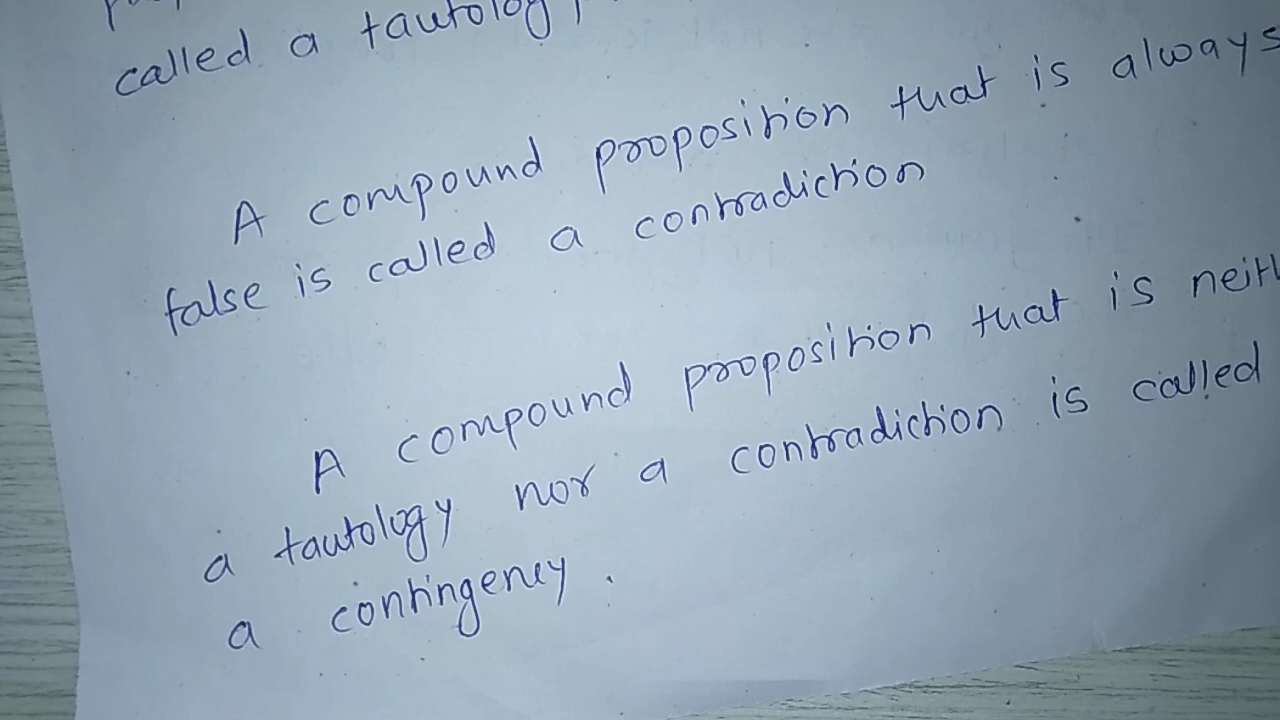 called a tautology
A compound proposition that is always
false is called a contradiction
A compound proposition that is
a tautology nor a contradiction is called
a contingency.